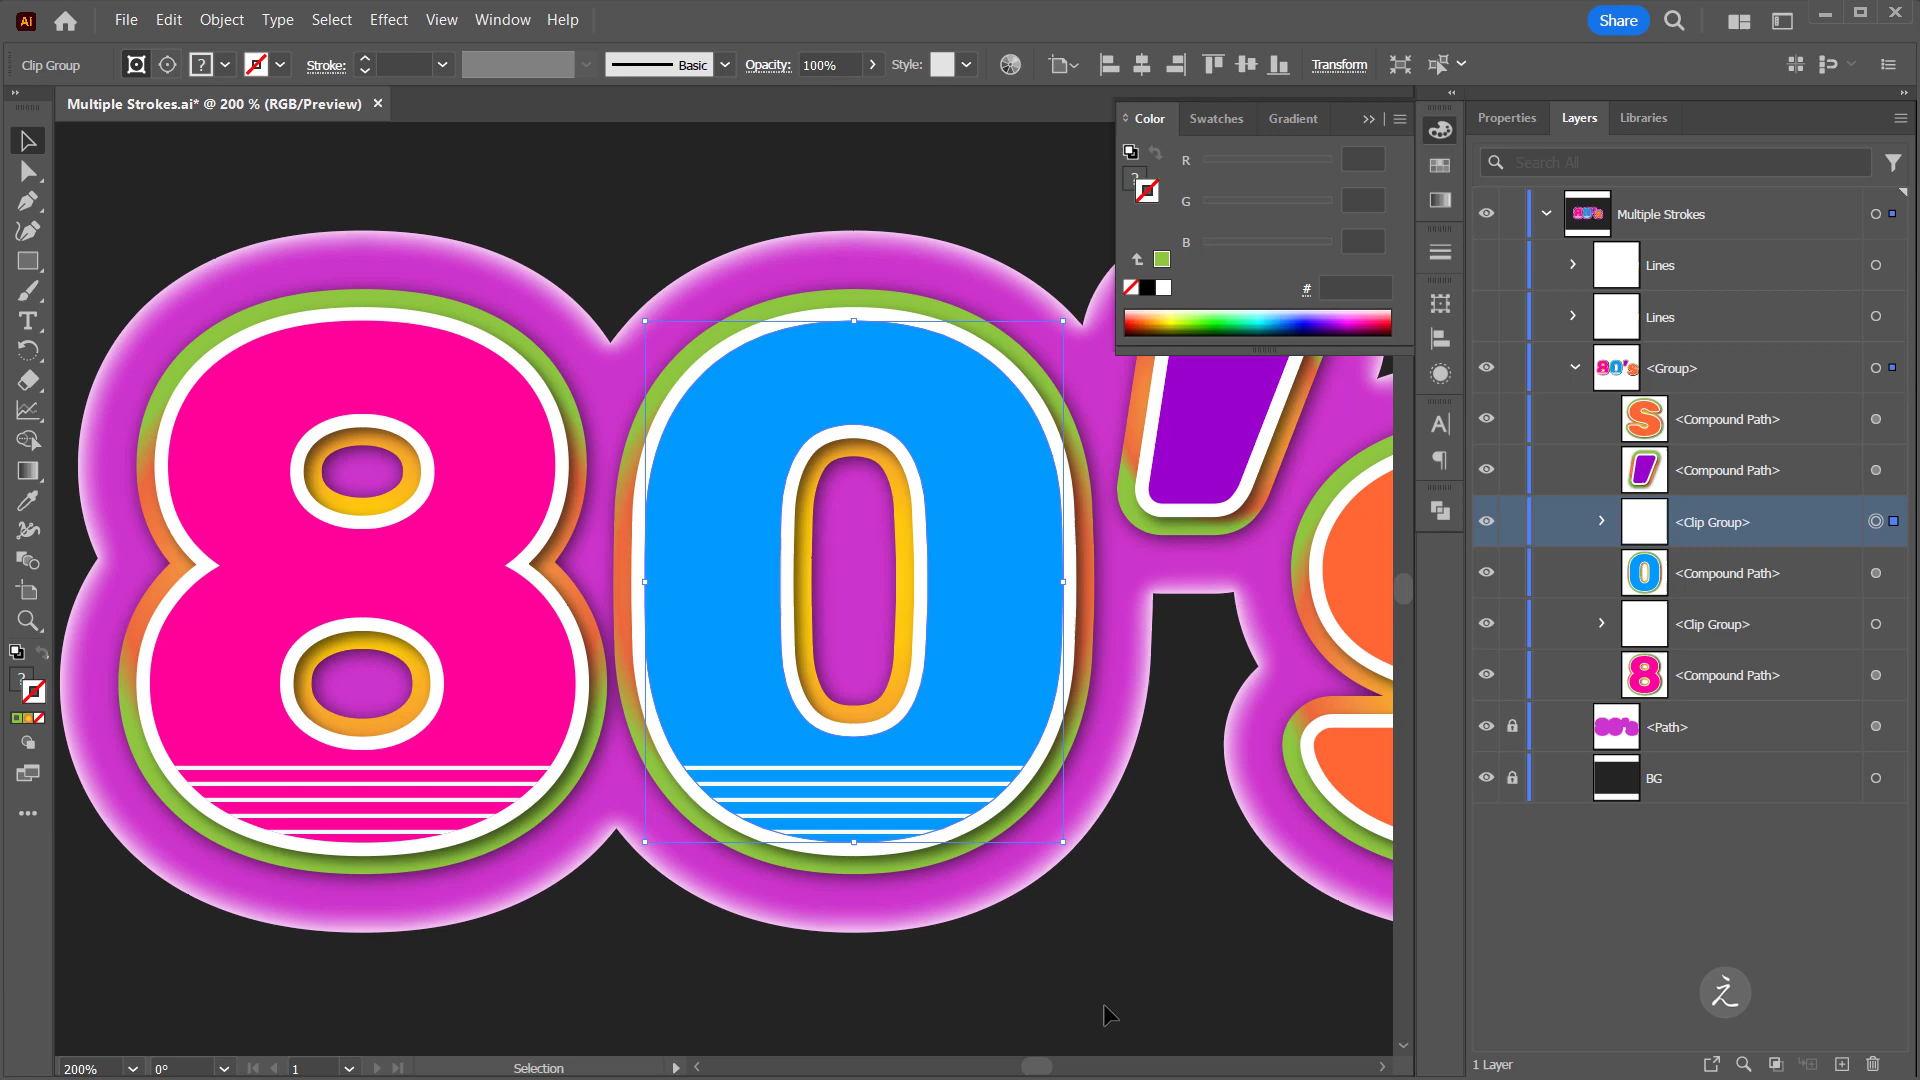 Ai File Edit Object Type Select Effect View Window Help Share
Clip Group ? Stroke: Basic Opacity: 100% Style: Transform
Multiple Strokes.ai* @ 200 % (RGB/Preview) ×
Color Swatches Gradient
R
G
B
#
Properties Layers Libraries
Search All
Multiple Strokes
Lines
Lines
<Group>
<Compound Path>
<Compound Path>
<Clip Group>
<Compound Path>
<Clip Group>
<Compound Path>
<Path>
BG
80's
之
200% 0° 1 Selection
1 Layer